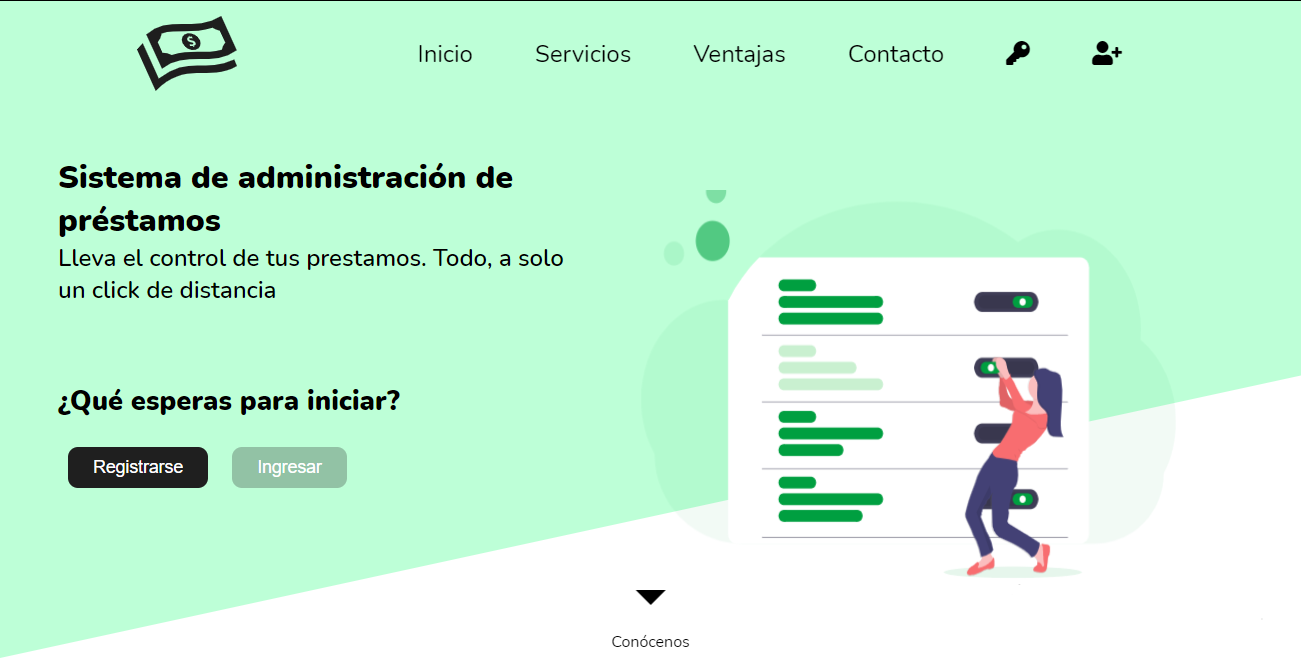 Inicio Servicios Ventajas Contacto
Sistema de administración de
préstamos
Lleva el control de tus prestamos. Todo, a solo
un click de distancia
¿Qué esperas para iniciar?
Registrarse Ingresar
Conócenos